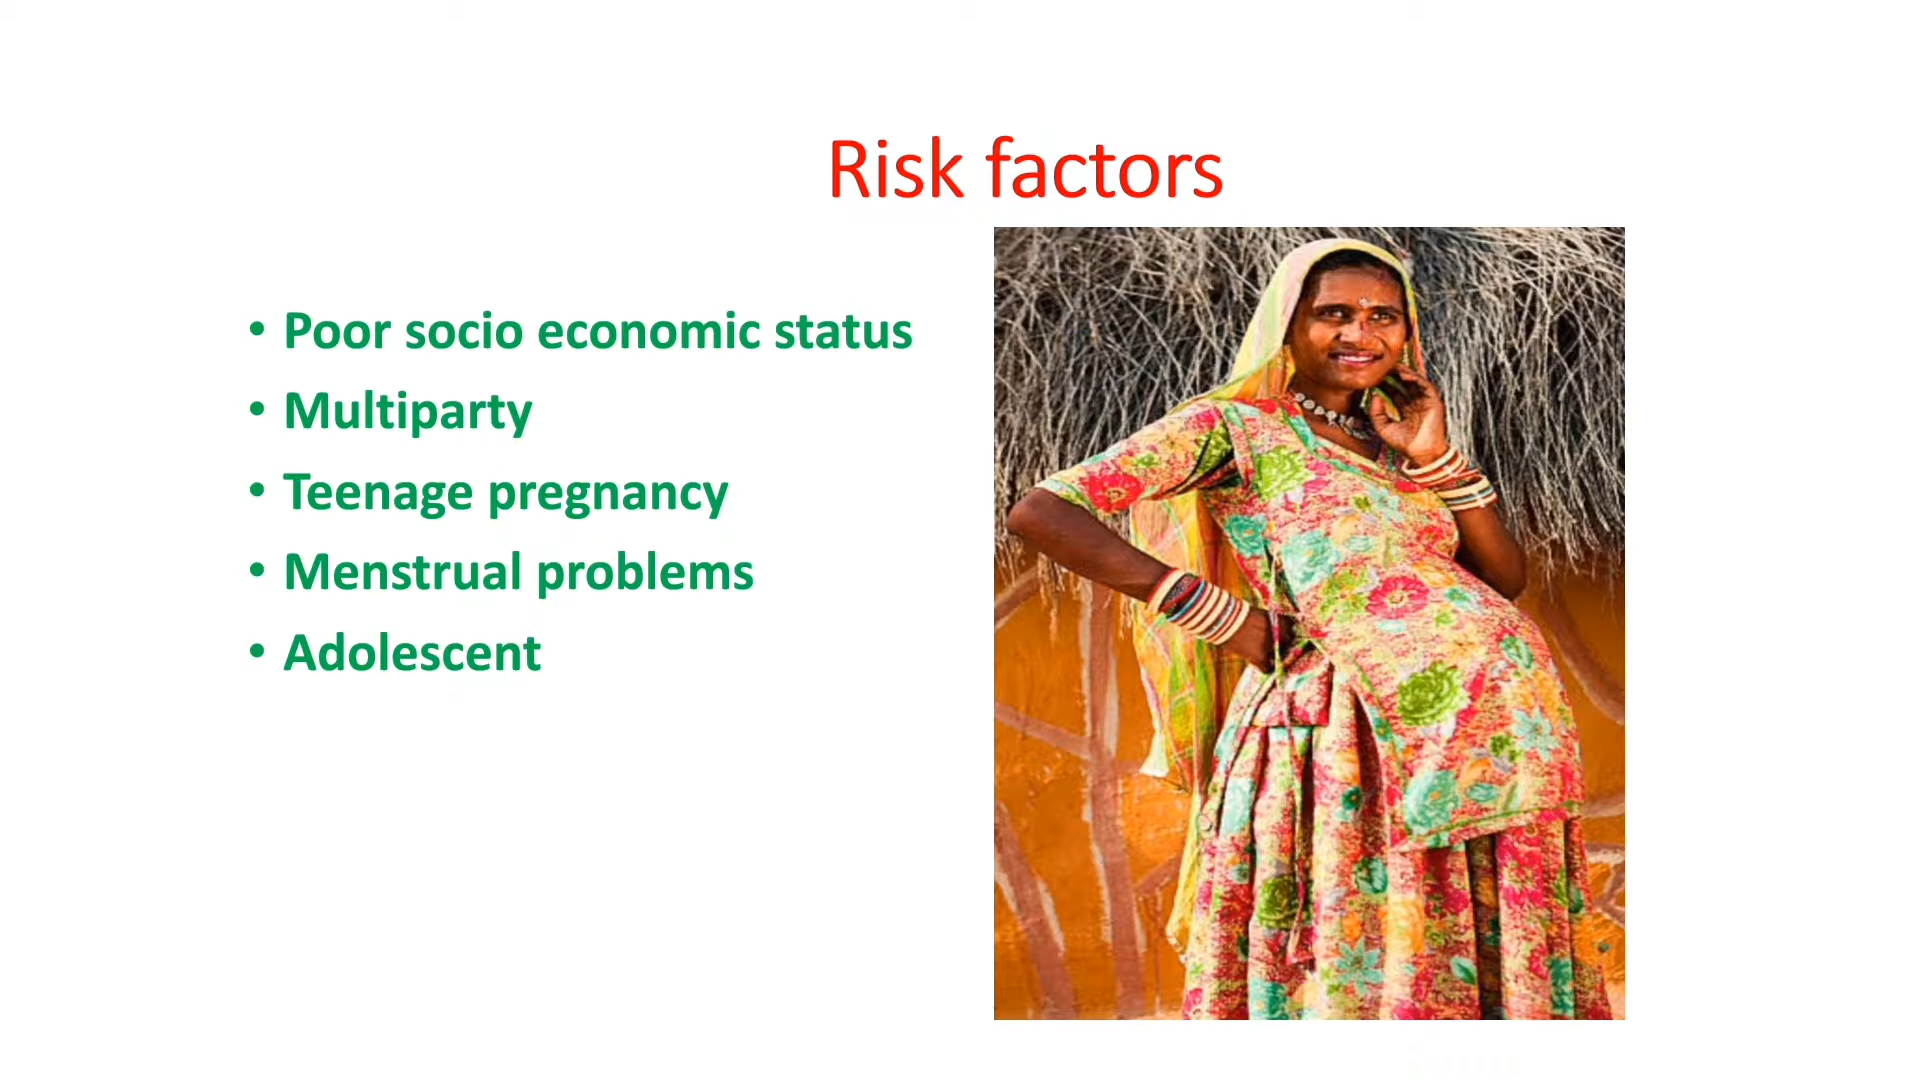 Risk factors
• Poor socio economic status
• Multiparty
• Teenage pregnancy
• Menstrual problems
• Adolescent